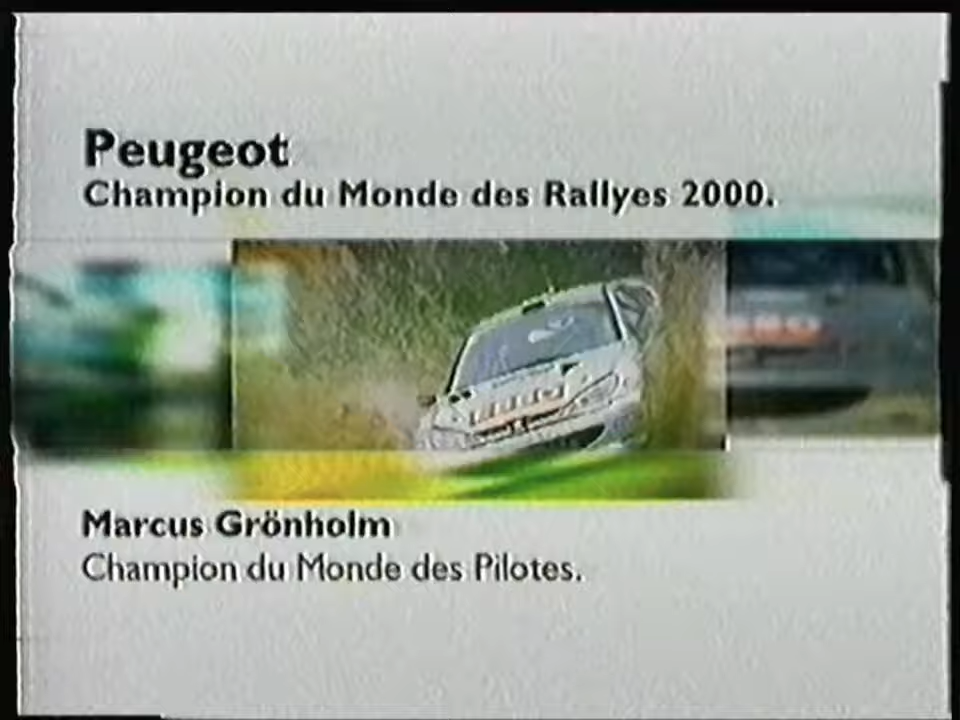 Peugeot
Champion du Monde des Rallyes 2000.
Marcus Grönholm
Champion du Monde des Pilotes.